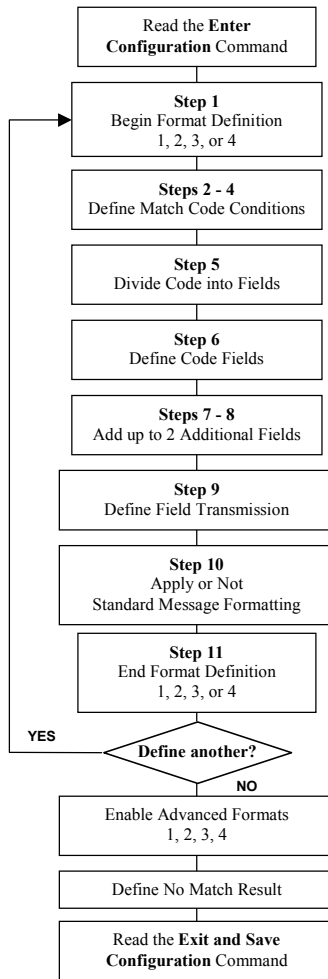 Read the Enter
Configuration Command
Step 1
Begin Format Definition
1, 2, 3, or 4
Steps 2 - 4
Define Match Code Conditions
Step 5
Divide Code into Fields
Step 6
Define Code Fields
Steps 7 - 8
Add up to 2 Additional Fields
Step 9
Define Field Transmission
Step 10
Apply or Not
Standard Message Formatting
Step 11
End Format Definition
1, 2, 3, or 4
YES
Define another?
NO
Enable Advanced Formats
1, 2, 3, 4
Define No Match Result
Read the Exit and Save
Configuration Command